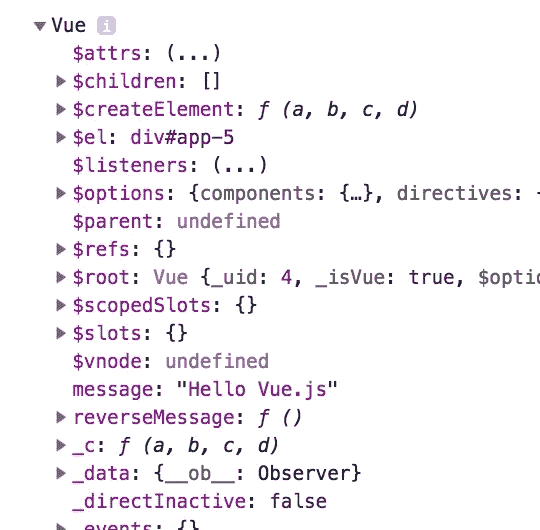 Vue i
$attrs: (...)
$children: []
$createElement: ƒ (a, b, c, d)
$el: div#app-5
$listeners: (...)
$options: {components: {…}, directives:
$parent: undefined
$refs: {}
$root: Vue {_uid: 4, _isVue: true, $optio
$scopedSlots: {}
$slots: {}
$vnode: undefined
message: "Hello Vue.js"
reverseMessage: ƒ ()
_c: ƒ (a, b, c, d)
_data: {__ob__: Observer}
_directInactive: false
_events: {}